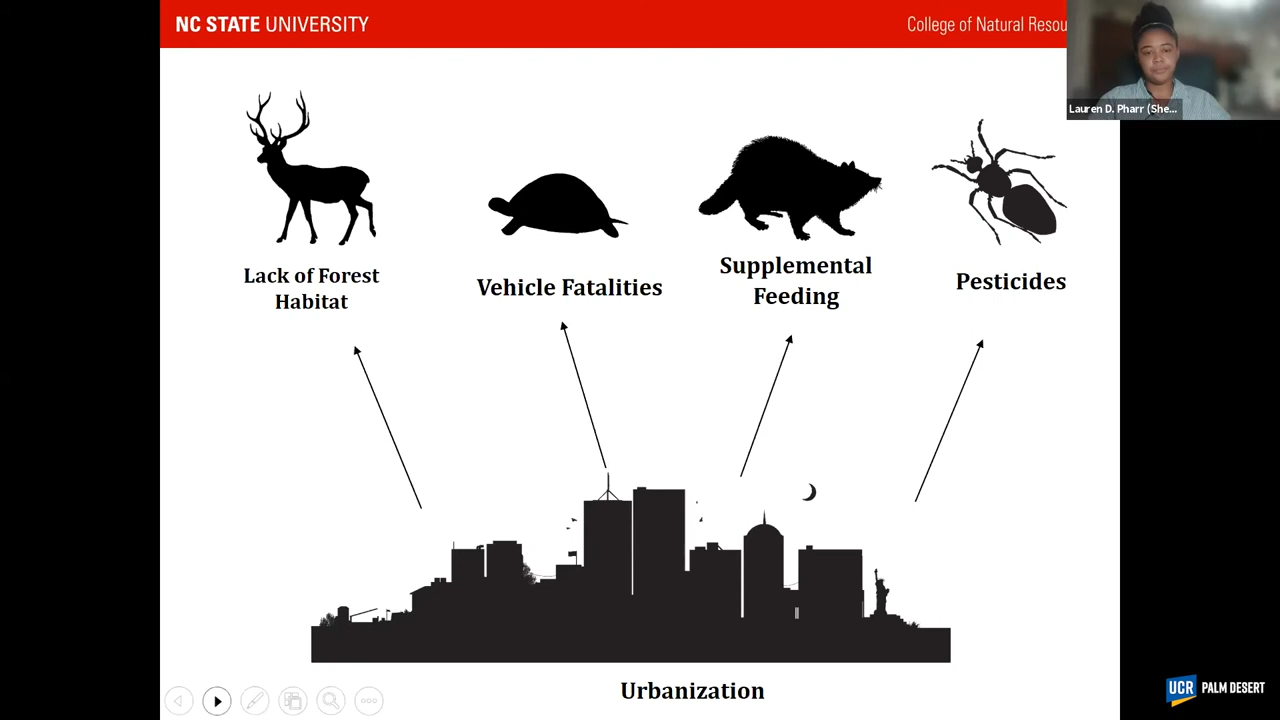 NC STATE UNIVERSITY
College of Natural Resou
Lauren D. Pharr (She...
Lack of Forest
Habitat
Vehicle Fatalities
Supplemental
Feeding
Pesticides
Urbanization
UCR PALM DESERT